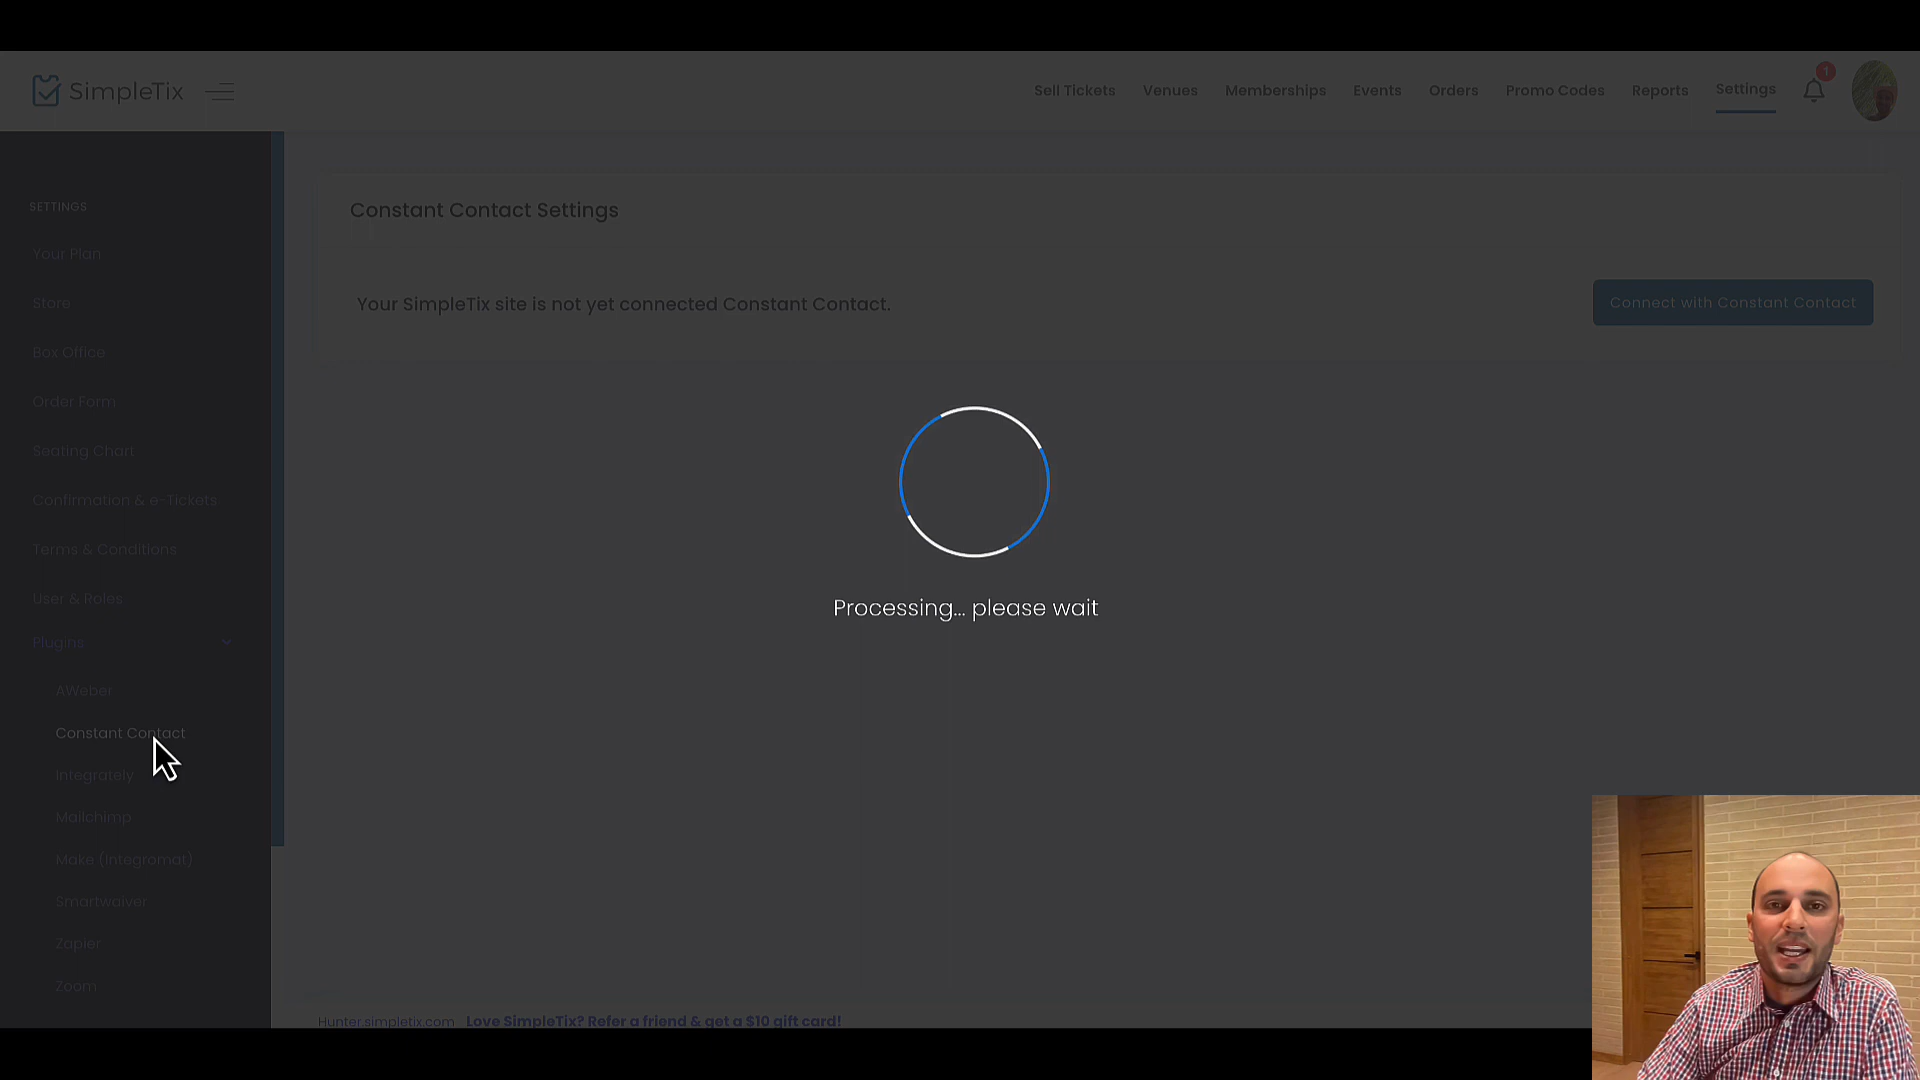 SimpleTix
Sell Tickets
Venues
Memberships
Events
Orders
Promo Codes
Reports
Settings
1
SETTINGS
Your Plan
Store
Box Office
Order Form
Seating Chart
Confirmation & e-Tickets
Terms & Conditions
User & Roles
Plugins
AWeber
Constant Contact
Integrately
Mailchimp
Make (Integromat)
Smartwaiver
Zapier
Zoom
Constant Contact Settings
Your SimpleTix site is not yet connected Constant Contact.
Connect with Constant Contact
Processing... please wait
Hunter.simpletix.com Love SimpleTix? Refer a friend & get a $10 gift card!